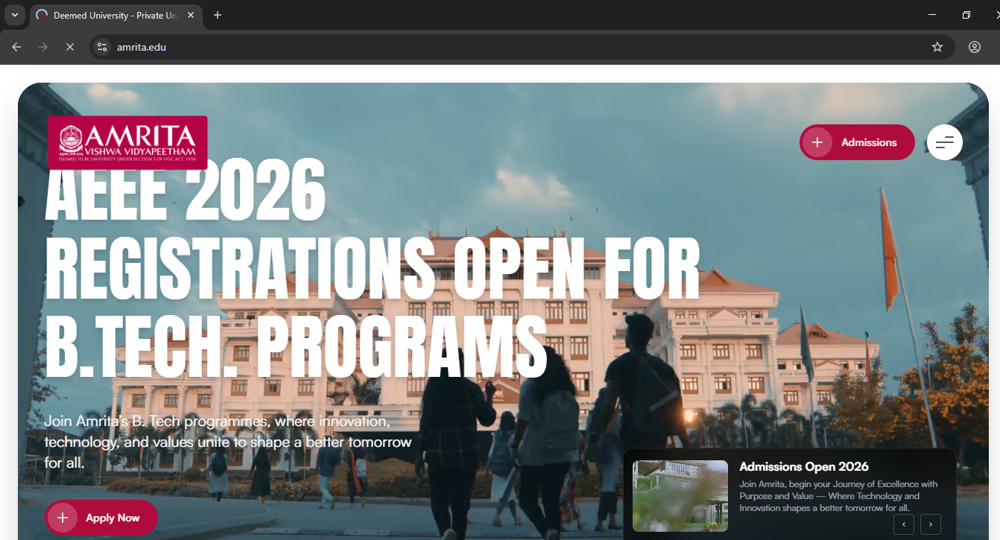 Deemed University - Private Un
amrita.edu
AMRITA
VISHWA VIDYAPEETHAM
DEEMED TO BE UNIVERSITY UNDER SECTION 3 OF UGC ACT, 1956
Admissions
AEEE 2026
REGISTRATIONS OPEN FOR
B.TECH. PROGRAMS
Join Amrita's B. Tech programmes, where innovation,
technology, and values unite to shape a better tomorrow
for all.
Apply Now
Admissions Open 2026
Join Amrita, begin your Journey of Excellence with
Purpose and Value — Where Technology and
Innovation shapes a better tomorrow for all.